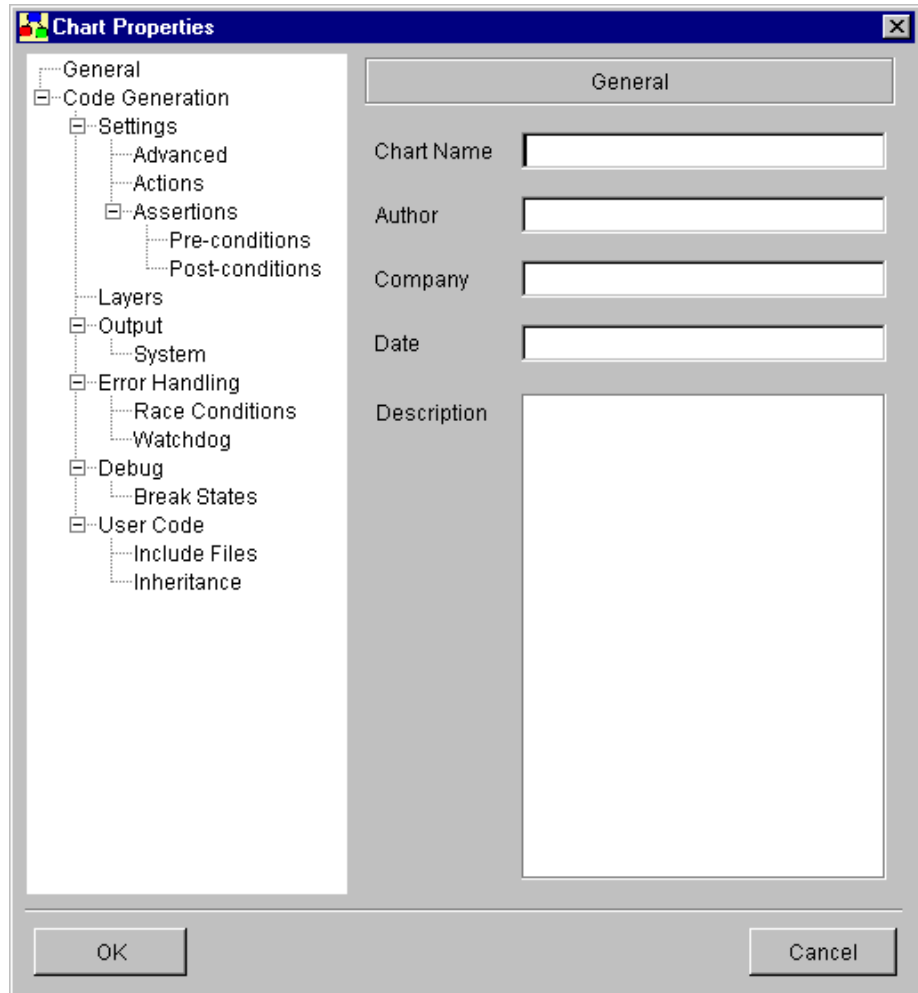 Chart Properties
General
Code Generation
Settings
Advanced
Actions
Assertions
Pre-conditions
Post-conditions
Layers
Output
System
Error Handling
Race Conditions
Watchdog
Debug
Break States
User Code
Include Files
Inheritance
General
Chart Name
Author
Company
Date
Description
OK
Cancel